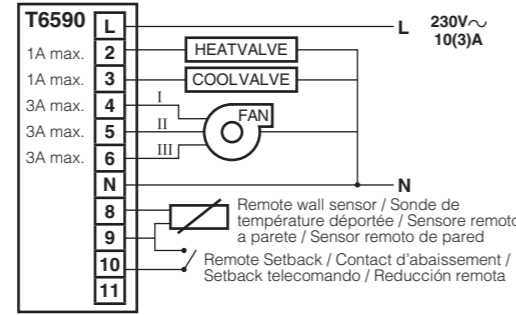 T6590
L
L
230V~
10(3)A
1A max.
2
HEATVALVE
1A max.
3
COOLVALVE
3A max.
4
I
FAN
3A max.
5
II
3A max.
6
III
N
N
8
Remote wall sensor / Sonde de
température déportée / Sensore remoto
9
a parete / Sensor remoto de pared
10
Remote Setback / Contact d'abaissement /
Setback telecomando / Reducción remota
11